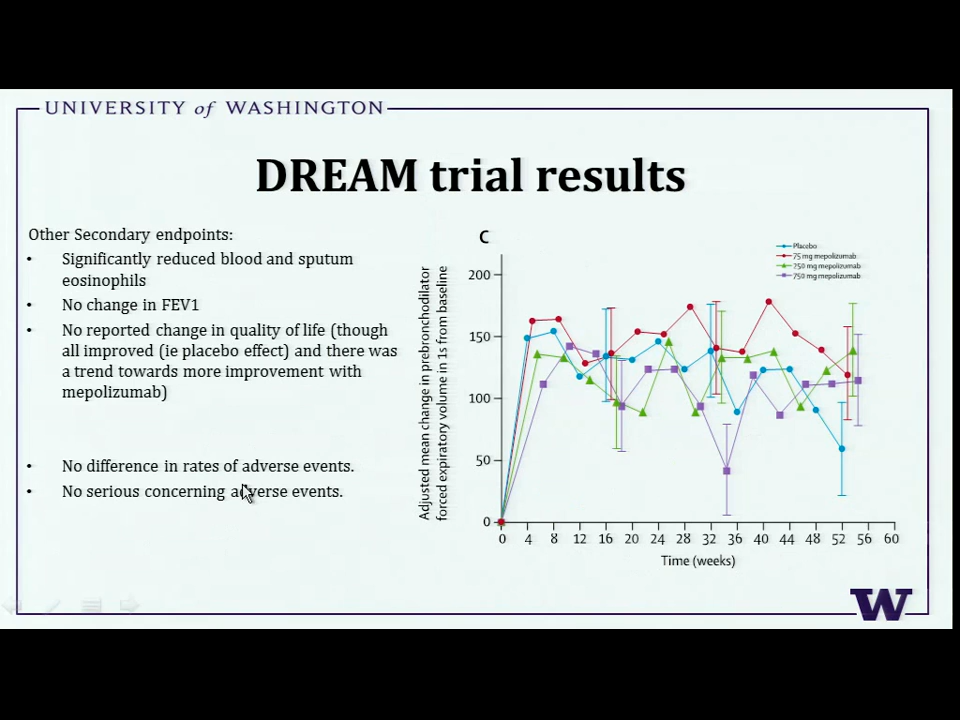 UNIVERSITY of WASHINGTON
DREAM trial results
Other Secondary endpoints:
• Significantly reduced blood and sputum
eosinophils
• No change in FEV1
• No reported change in quality of life (though
all improved (ie placebo effect) and there was
a trend towards more improvement with
mepolizumab)
• No difference in rates of adverse events.
• No serious concerning adverse events.
C
Placebo
75 mg mepolizumab
250 mg mepolizumab
750 mg mepolizumab
Adjusted mean change in prebronchodilator
forced expiratory volume in 1s from baseline
200
150
100
50
0
0 4 8 12 16 20 24 28 32 36 40 44 48 52 56 60
Time (weeks)
W